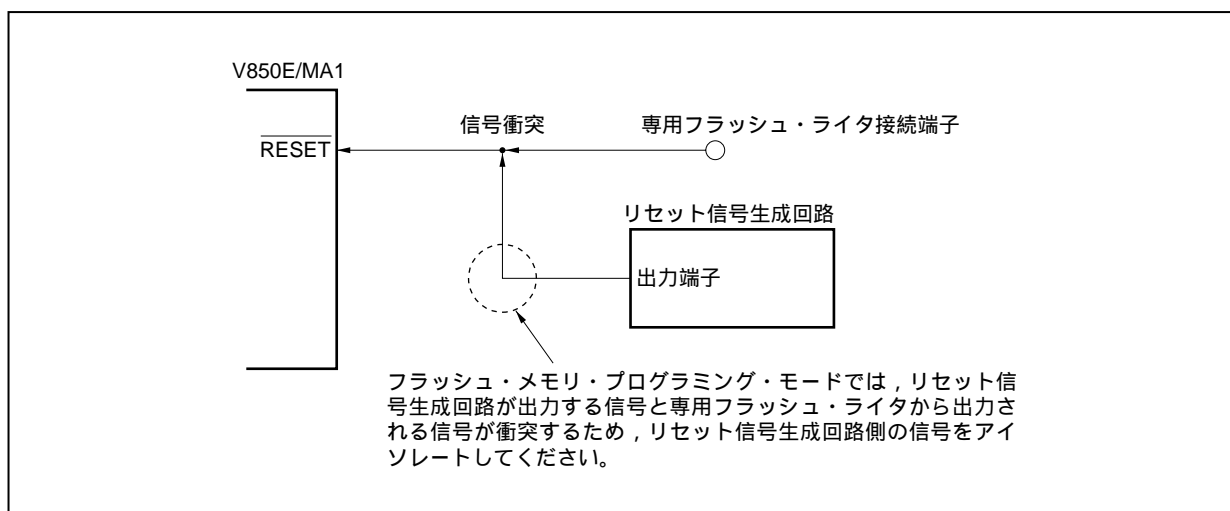 V850E/MA1
信号衝突
専用フラッシュ・ライタ接続端子
RESET
リセット信号生成回路
出力端子
フラッシュ・メモリ・プログラミング・モードでは，リセット信
号生成回路が出力する信号と専用フラッシュ・ライタから出力さ
れる信号が衝突するため，リセット信号生成回路側の信号をアイ
ソレートしてください。